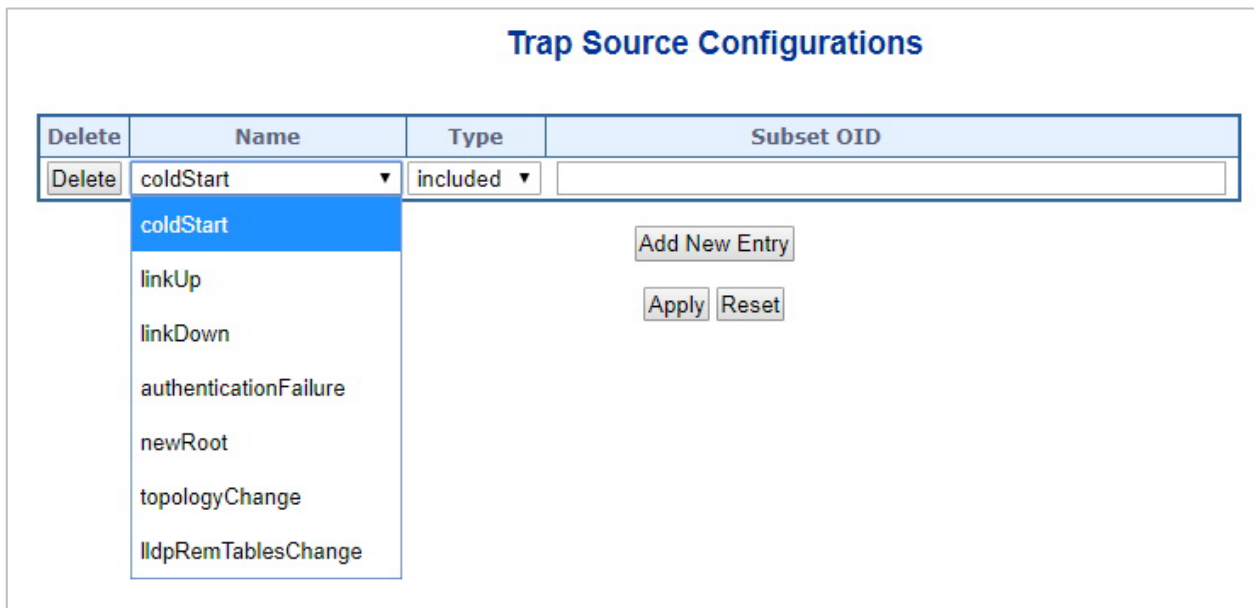 Trap Source Configurations
Delete Name Type Subset OID
Delete coldStart included
coldStart
Add New Entry
linkUp
Apply Reset
linkDown
authenticationFailure
newRoot
topologyChange
lldpRemTablesChange